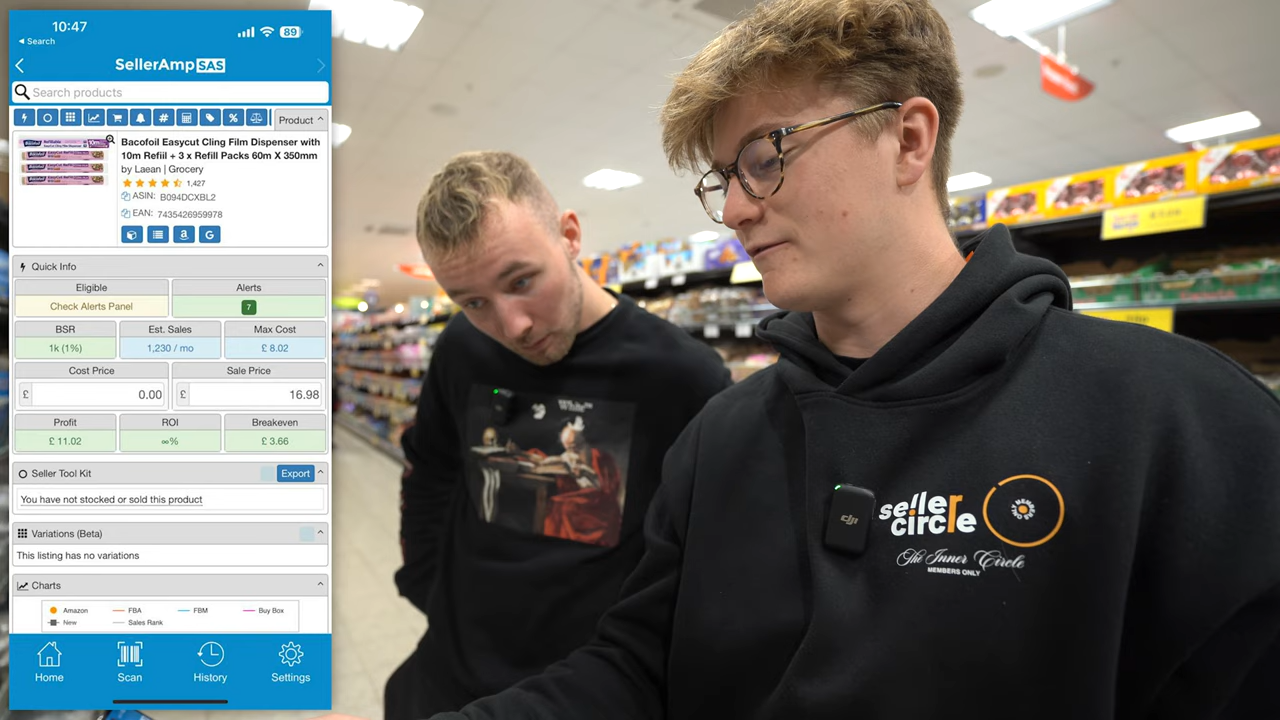 10:47
89
Search
SellerAmp SAS
Search products
Product
Bacofoil Easycut Cling Film Dispenser with
10m Refill + 3 x Refill Packs 60m X 350mm
by Laean | Grocery
1,427
ASIN: B094DCXBL2
EAN: 7435426959978
Quick Info
Eligible
Alerts
Check Alerts Panel
7
BSR
Est. Sales
Max Cost
1k (1%)
1,230 / mo
£ 8.02
Cost Price
Sale Price
£ 0.00
£ 16.98
Profit
ROI
Breakeven
£ 11.02
∞%
£ 3.66
Seller Tool Kit
Export
You have not stocked or sold this product
Variations (Beta)
This listing has no variations
Charts
Amazon
FBA
FBM
Buy Box
New
Sales Rank
Home
Scan
History
Settings
dji
seller
circle
The Inner Circle
MEMBERS ONLY